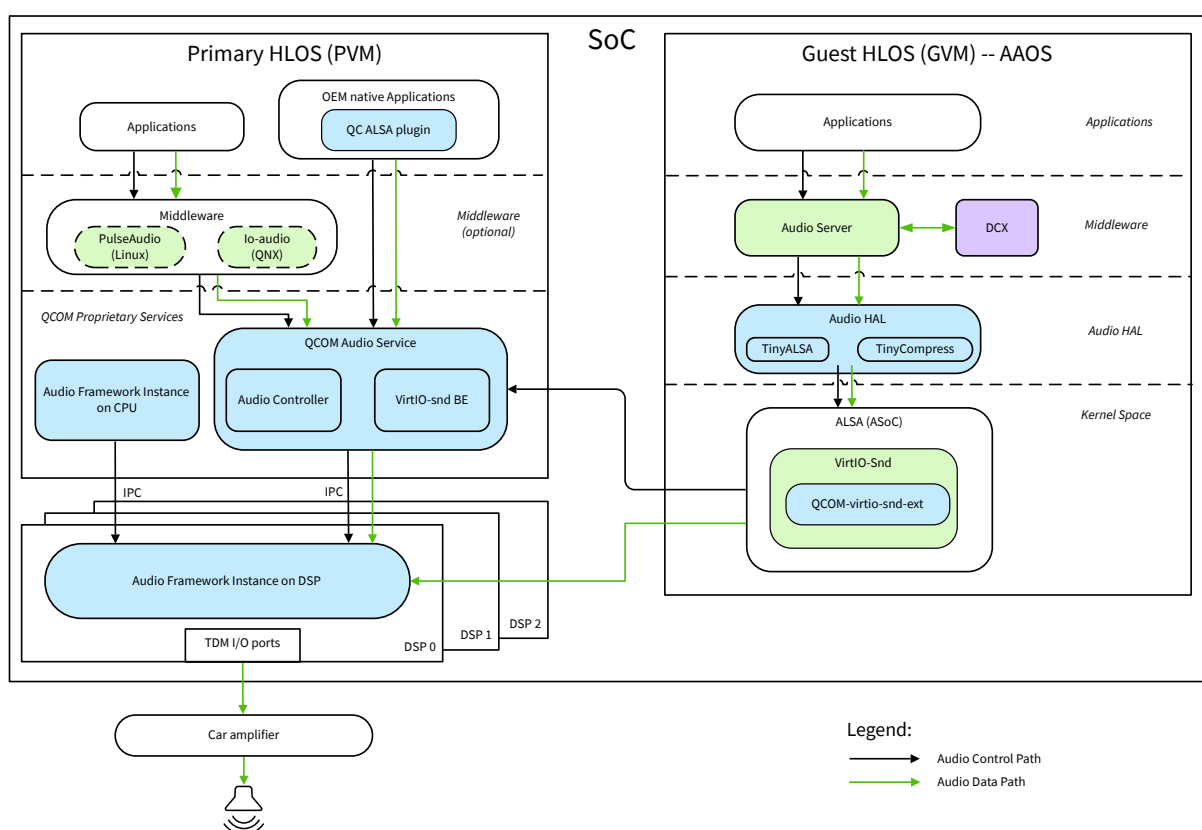 SoC
Primary HLOS (PVM)
OEM native Applications
QC ALSA plugin
Applications
Middleware
PulseAudio
(Linux)
Io-audio
(QNX)
Middleware
(optional)
QCOM Proprietary Services
QCOM Audio Service
Audio Controller
VirtIO-snd BE
Audio Framework Instance
on CPU
IPC
IPC
Audio Framework Instance on DSP
TDM I/O ports
DSP 0
DSP 1
DSP 2
Car amplifier
Guest HLOS (GVM) -- AAOS
Applications
Applications
Audio Server
DCX
Middleware
Audio HAL
TinyALSA
TinyCompress
Audio HAL
Kernel Space
ALSA (ASoC)
VirtIO-Snd
QCOM-virtio-snd-ext
Legend:
Audio Control Path
Audio Data Path